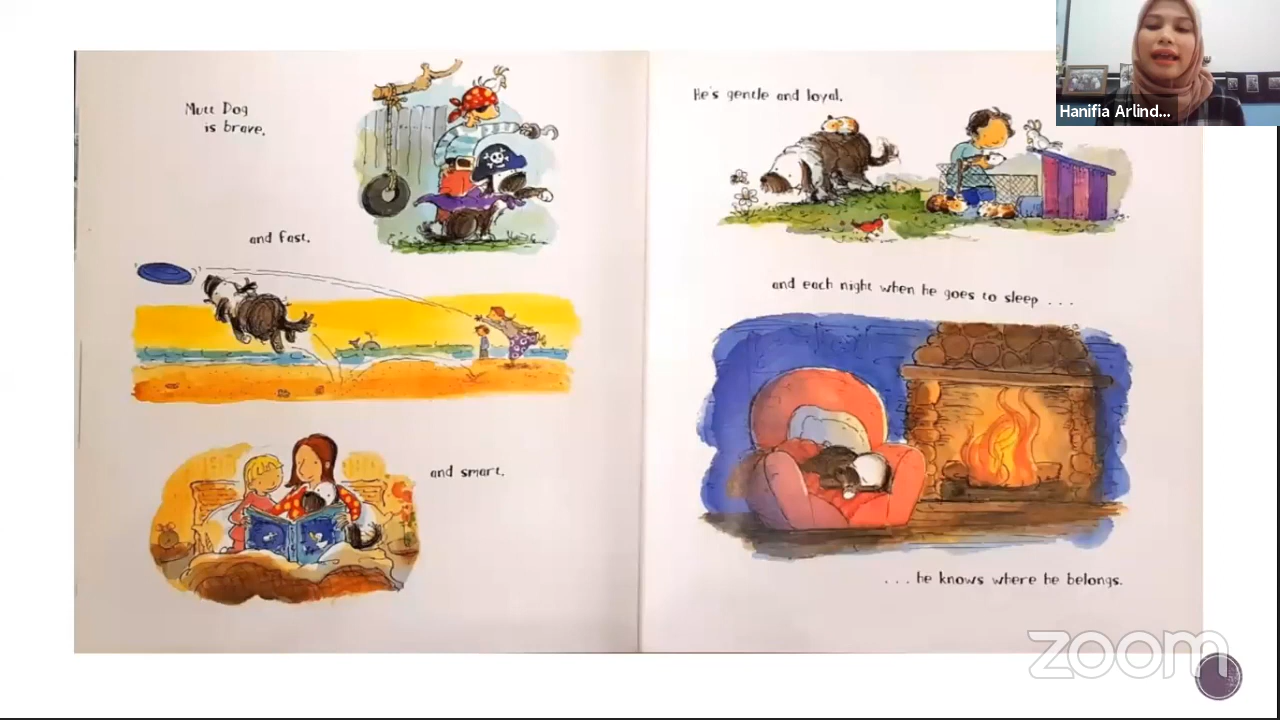 Mutt Dog
is brave,
and fast,
and smart.
He's gentle and loyal,
and each night when he goes to sleep . . .
. . . he knows where he belongs.
Hanifia Arlind...
zoom